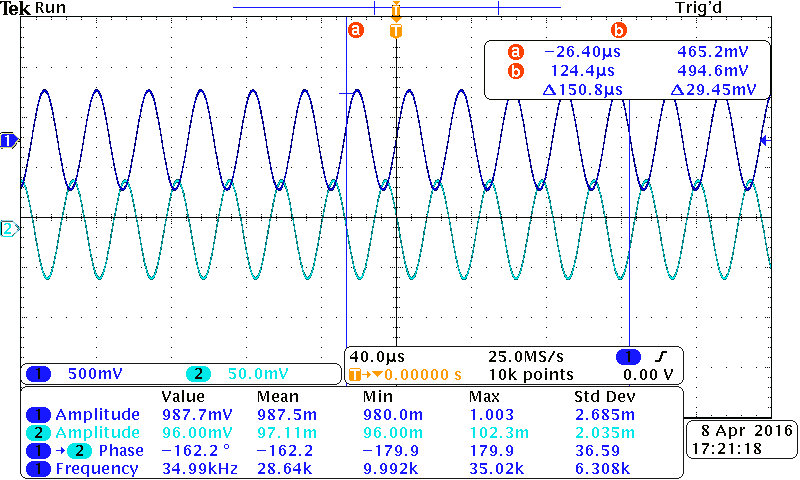 Tek Run Trig'd
a b
T
T
a −26.40µs 465.2mV
b 124.4µs 494.6mV
Δ150.8µs Δ29.45mV
1
2
1 500mV 2 50.0mV
40.0µs 25.0MS/s 1
T→▼0.00000 s 10k points 0.00 V
Value Mean Min Max Std Dev
1 Amplitude 987.7mV 987.5m 980.0m 1.003 2.685m
2 Amplitude 96.00mV 97.11m 96.00m 102.3m 2.035m
1 → 2 Phase −162.2 ° −162.2 −179.9 179.9 36.59
1 Frequency 34.99kHz 28.64k 9.992k 35.02k 6.308k
8 Apr 2016
17:21:18